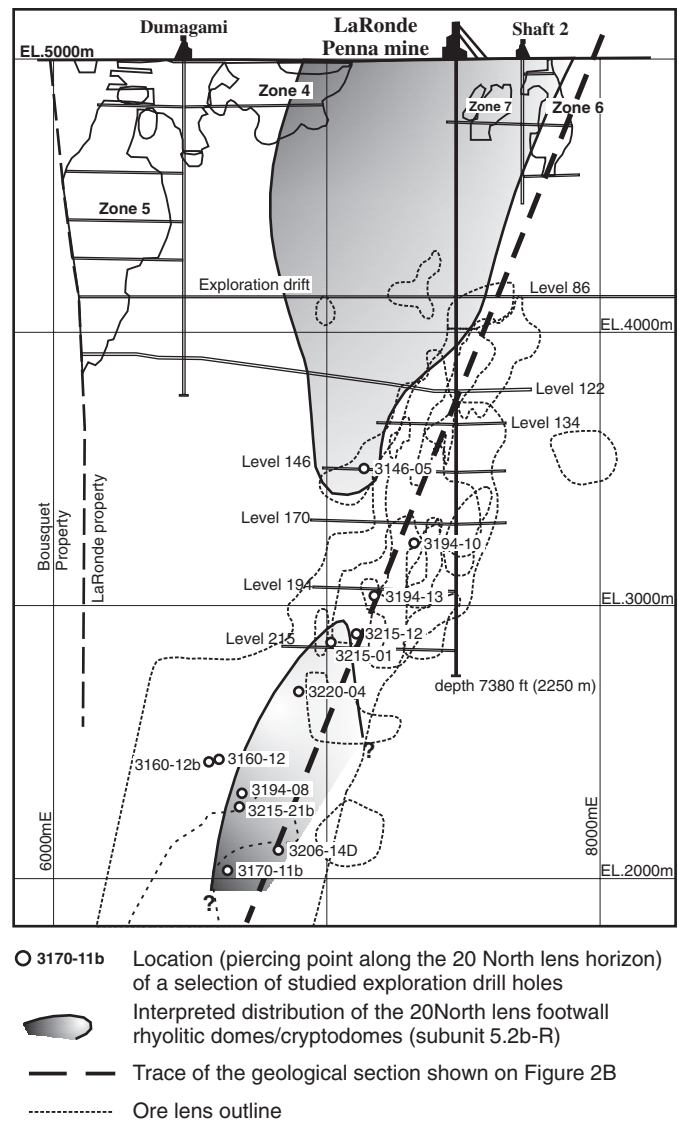 Dumagami
LaRonde
Penna mine
Shaft 2
EL.5000m
Zone 4
Zone 7
Zone 6
Zone 5
Exploration drift
Level 86
EL.4000m
Level 122
Level 134
Level 146
3146-05
Level 170
3194-10
Level 194
3194-13
EL.3000m
Level 215
3215-12
3215-01
depth 7380 ft (2250 m)
3220-04
?
3160-12b
3160-12
3194-08
3215-21b
3206-14D
3170-11b
EL.2000m
?
Bousquet
Property
LaRonde property
6000mE
8000mE
3170-11b
Location (piercing point along the 20 North lens horizon)
of a selection of studied exploration drill holes
Interpreted distribution of the 20North lens footwall
rhyolitic domes/cryptodomes (subunit 5.2b-R)
Trace of the geological section shown on Figure 2B
Ore lens outline